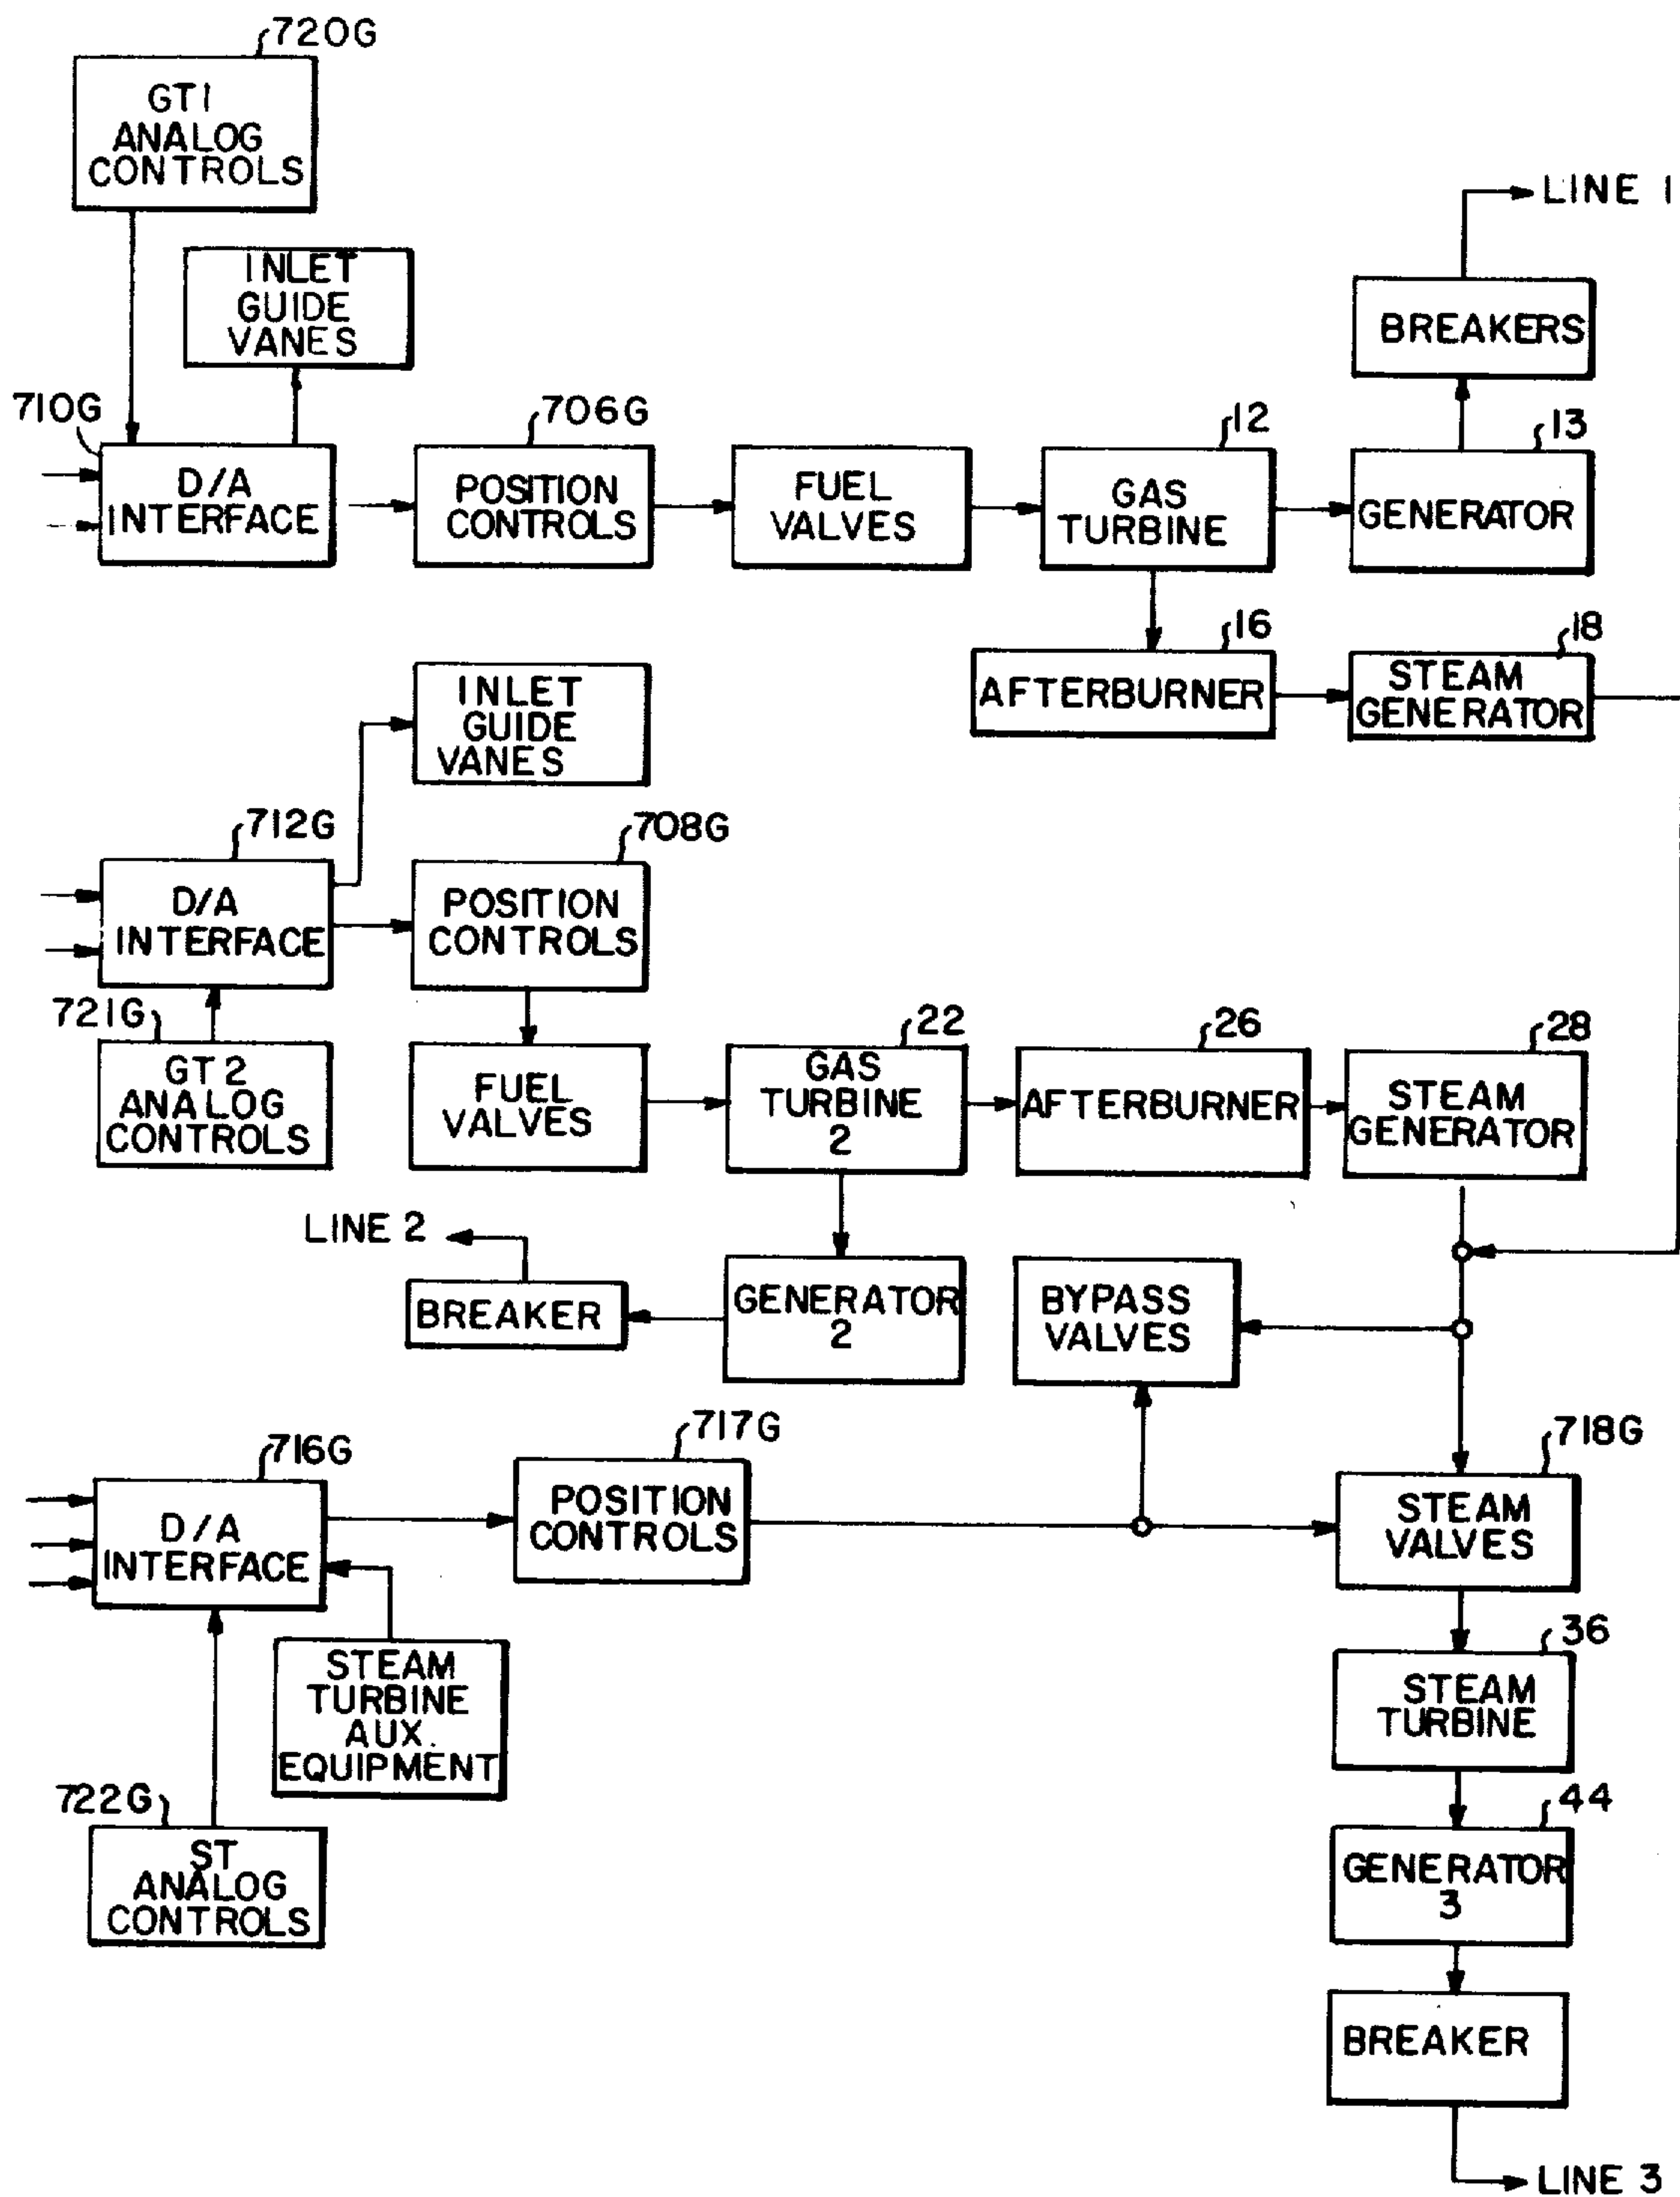 720G
GT1
ANALOG
CONTROLS
LINE 1
INLET
GUIDE
VANES
BREAKERS
710G
706G
12
13
D/A
INTERFACE
POSITION
CONTROLS
FUEL
VALVES
GAS
TURBINE
GENERATOR
16
18
AFTERBURNER
STEAM
GENERATOR
INLET
GUIDE
VANES
712G
708G
D/A
INTERFACE
POSITION
CONTROLS
721G
22
26
28
GT 2
ANALOG
CONTROLS
FUEL
VALVES
GAS
TURBINE
2
AFTERBURNER
STEAM
GENERATOR
LINE 2
BREAKER
GENERATOR
2
BYPASS
VALVES
716G
717G
718G
D/A
INTERFACE
POSITION
CONTROLS
STEAM
VALVES
STEAM
TURBINE
AUX.
EQUIPMENT
36
STEAM
TURBINE
722G
44
ST
ANALOG
CONTROLS
GENERATOR
3
BREAKER
LINE 3